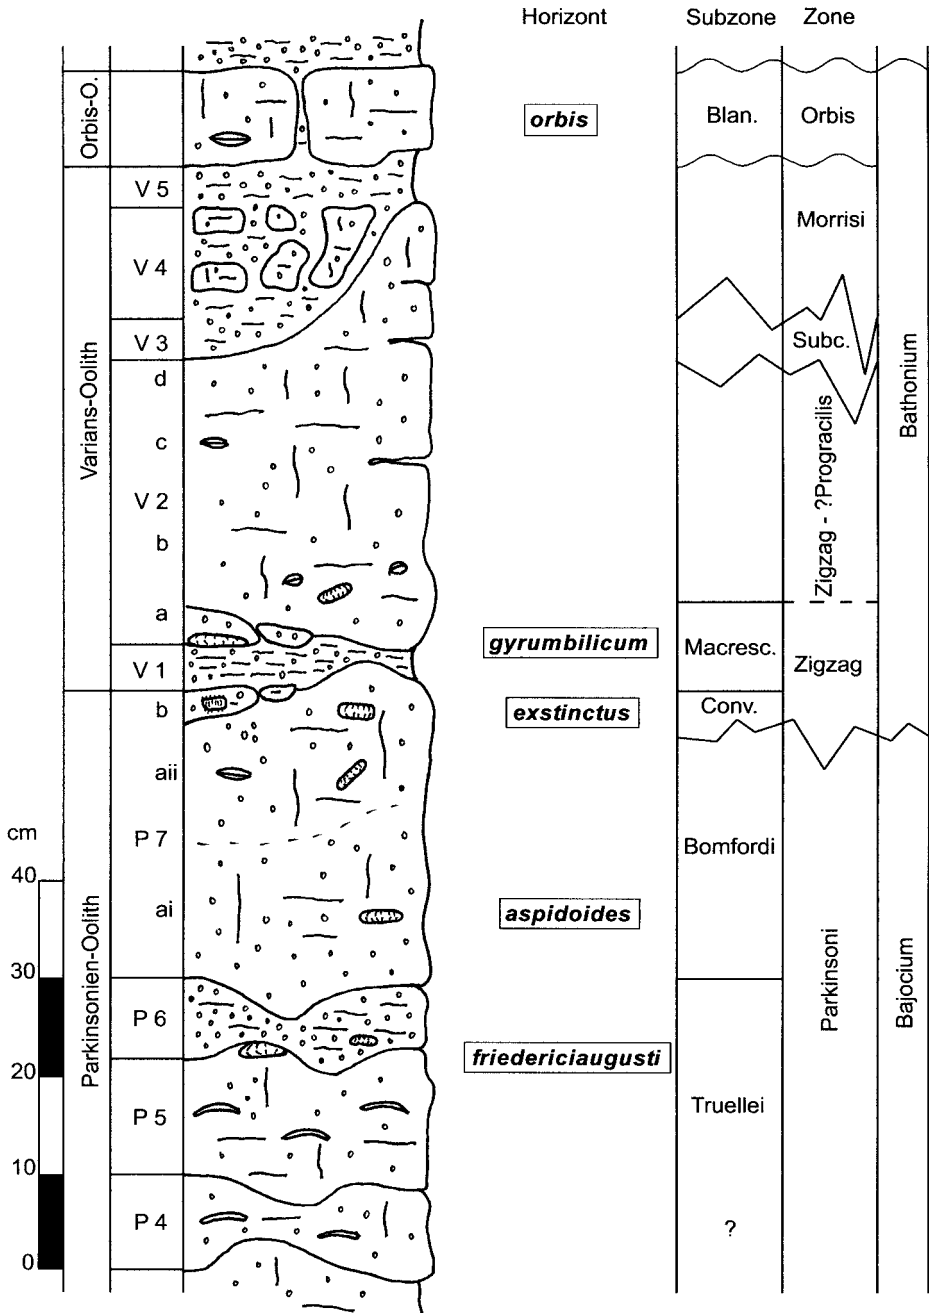 Horizont Subzone Zone
Orbis-O.
orbis
Blan.
Orbis
Varians-Oolith
V 5
V 4
V 3
d
c
V 2
b
a
V 1
Morrisi
Subc.
Zigzag - ?Progracilis
Bathonium
gyrumbilicum
Macresc.
Zigzag
Parkinsonien-Oolith
b
aii
P 7
ai
P 6
P 5
P 4
exstinctus
Conv.
Bomfordi
aspidoides
Parkinsoni
Bajocium
friedericiaugusti
Truellei
?
cm
40
30
20
10
0